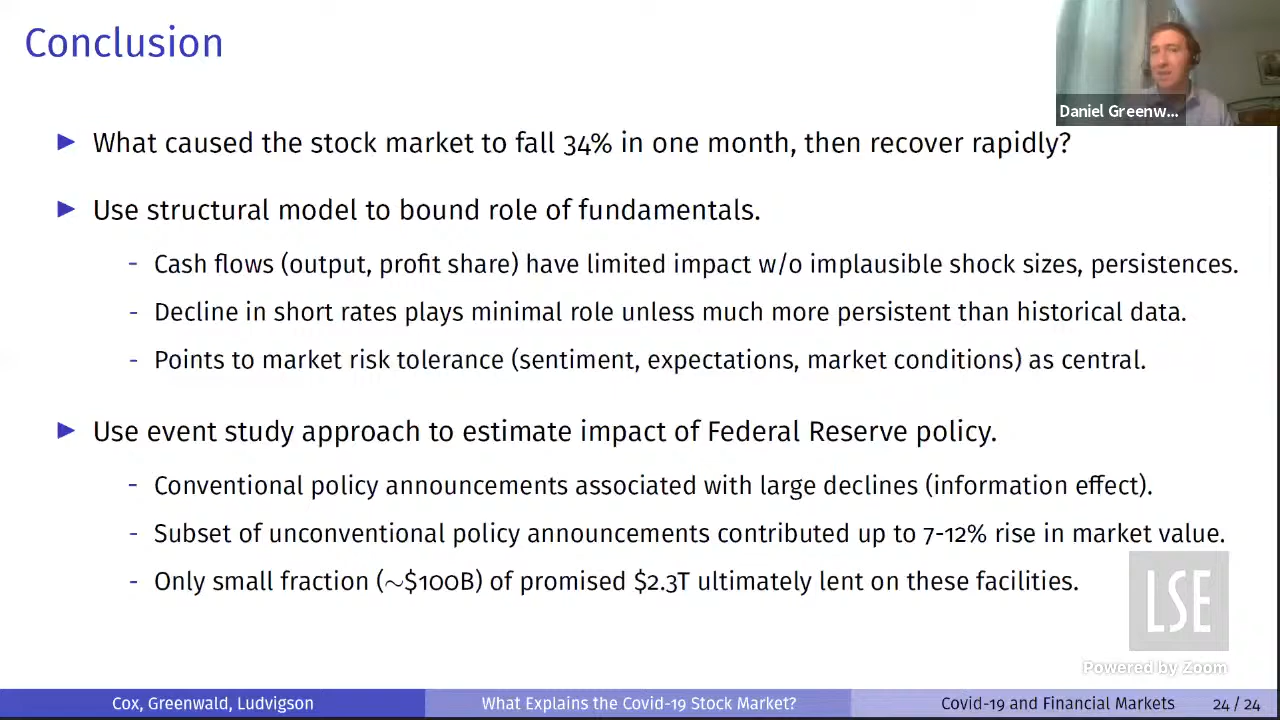 Conclusion
Daniel Greenw...
▶ What caused the stock market to fall 34% in one month, then recover rapidly?
▶ Use structural model to bound role of fundamentals.
- Cash flows (output, profit share) have limited impact w/o implausible shock sizes, persistences.
- Decline in short rates plays minimal role unless much more persistent than historical data.
- Points to market risk tolerance (sentiment, expectations, market conditions) as central.
▶ Use event study approach to estimate impact of Federal Reserve policy.
- Conventional policy announcements associated with large declines (information effect).
- Subset of unconventional policy announcements contributed up to 7-12% rise in market value.
- Only small fraction (∼$100B) of promised $2.3T ultimately lent on these facilities.
LSE
Powered by Zoom
Cox, Greenwald, Ludvigson What Explains the Covid-19 Stock Market? Covid-19 and Financial Markets 24 / 24